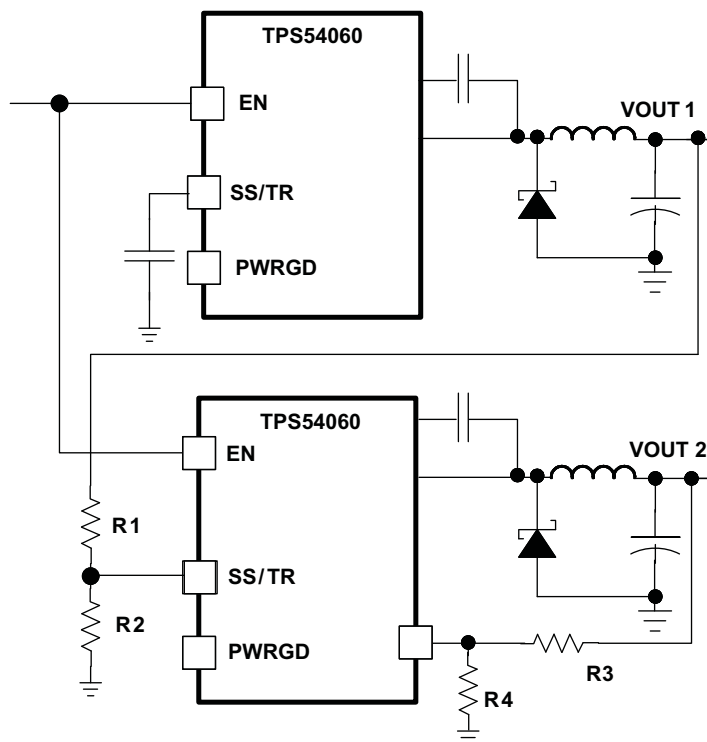 TPS54060
EN
VOUT 1
SS/TR
PWRGD
TPS54060
EN
VOUT 2
R1
SS/TR
R2
PWRGD
R3
R4